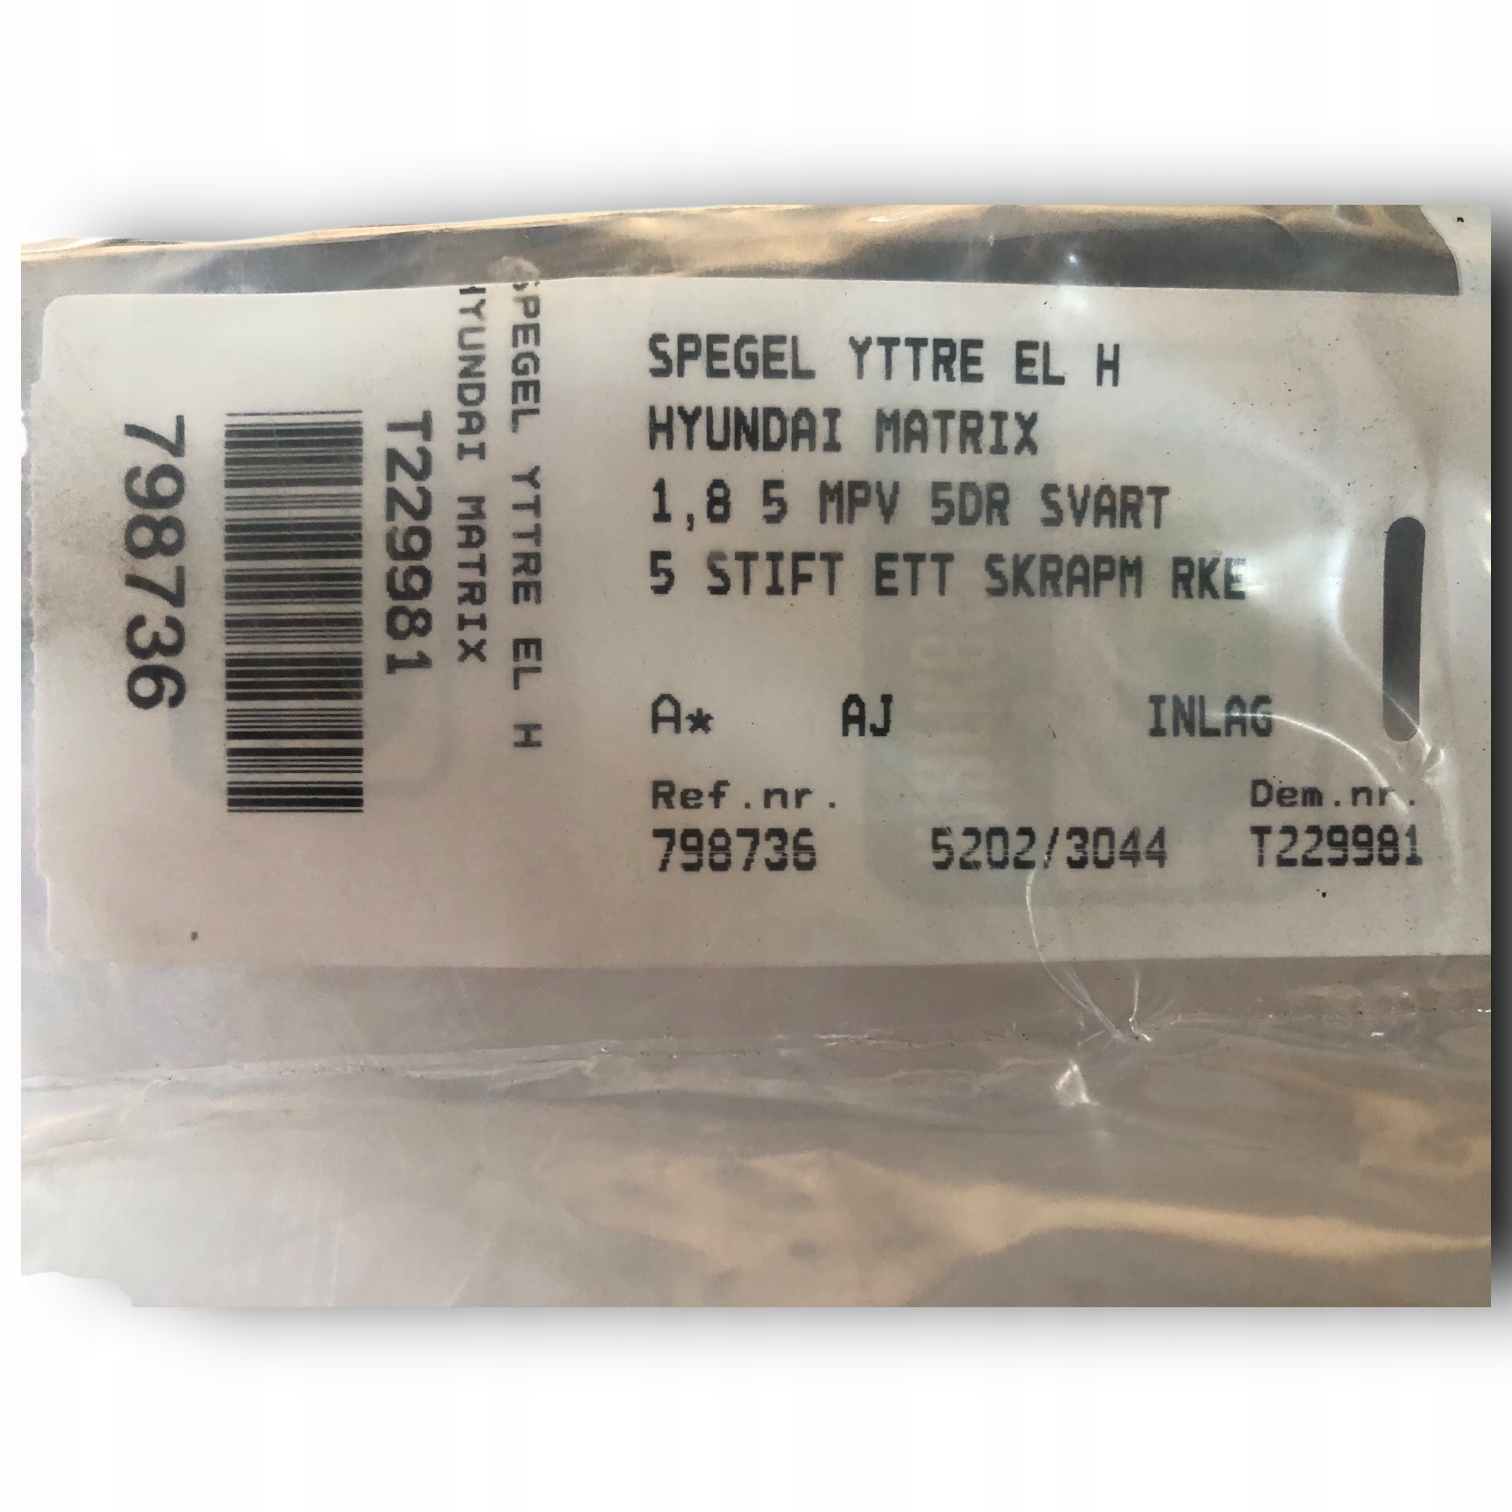 798736
T229981
HYUNDAI MATRIX
SPEGEL YTTRE EL H
SPEGEL YTTRE EL H
HYUNDAI MATRIX
1,8 5 MPV 5DR SVART
5 STIFT ETT SKRAPM RKE
A* AJ INLAG
Ref.nr. Dem.nr.
798736 5202/3044 T229981